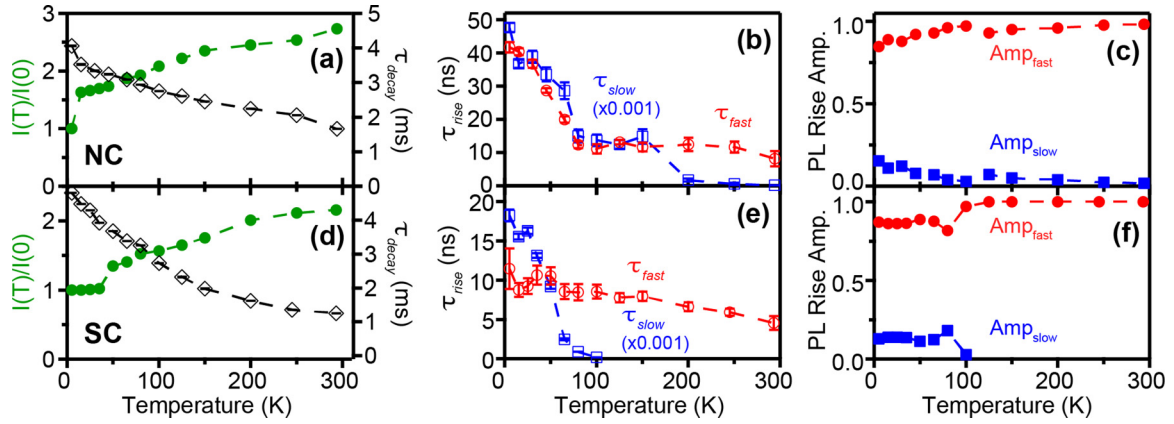 I(T)/I(0)
3
2
1
0
(a)
NC
5
4
3
2
1
0
τdecay (ms)
τrise (ns)
50
40
30
20
10
0
(b)
τslow
(x0.001)
τfast
PL Rise Amp.
1.0
0.5
0.0
(c)
Ampfast
Ampslow
I(T)/I(0)
2
1
0
(d)
SC
4
3
2
1
0
τdecay (ms)
0 100 200 300
Temperature (K)
τrise (ns)
20
15
10
5
0
(e)
τfast
τslow
(x0.001)
0 100 200 300
Temperature (K)
PL Rise Amp.
1.0
0.5
0.0
(f)
Ampfast
Ampslow
0 100 200 300
Temperature (K)